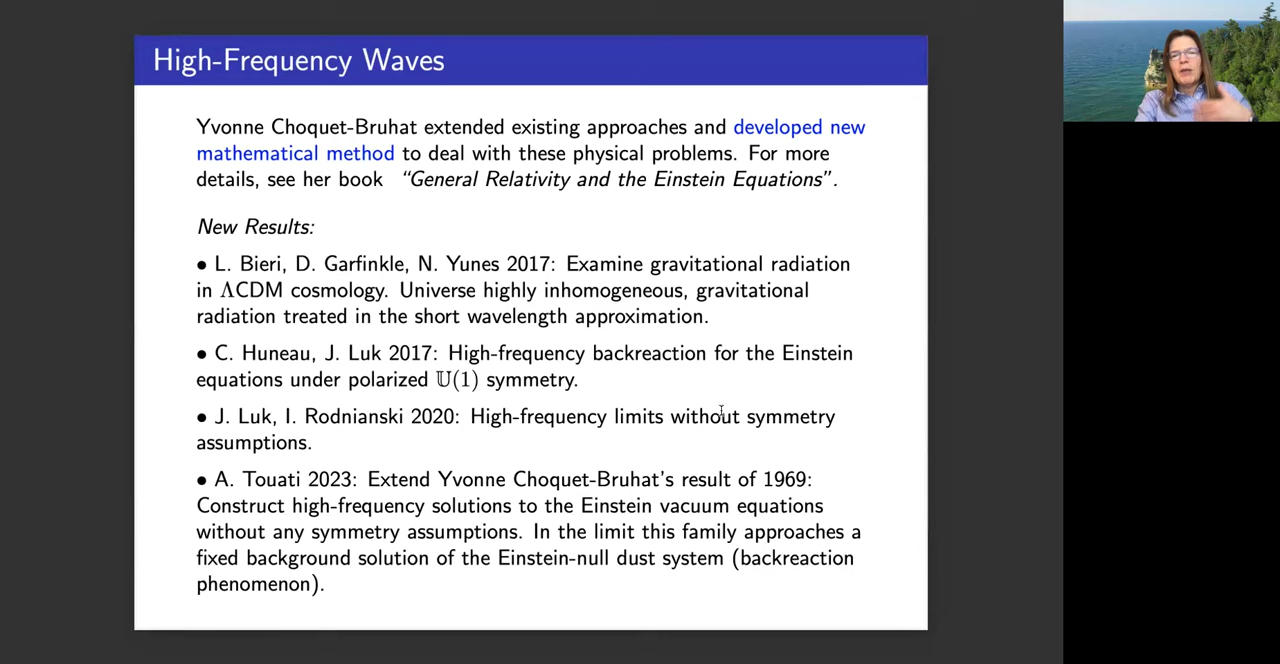 High-Frequency Waves
Yvonne Choquet-Bruhat extended existing approaches and developed new
mathematical method to deal with these physical problems. For more
details, see her book “General Relativity and the Einstein Equations”.
New Results:
• L. Bieri, D. Garfinkle, N. Yunes 2017: Examine gravitational radiation
in ΛCDM cosmology. Universe highly inhomogeneous, gravitational
radiation treated in the short wavelength approximation.
• C. Huneau, J. Luk 2017: High-frequency backreaction for the Einstein
equations under polarized 𝕌(1) symmetry.
• J. Luk, I. Rodnianski 2020: High-frequency limits without symmetry
assumptions.
• A. Touati 2023: Extend Yvonne Choquet-Bruhat’s result of 1969:
Construct high-frequency solutions to the Einstein vacuum equations
without any symmetry assumptions. In the limit this family approaches a
fixed background solution of the Einstein-null dust system (backreaction
phenomenon).